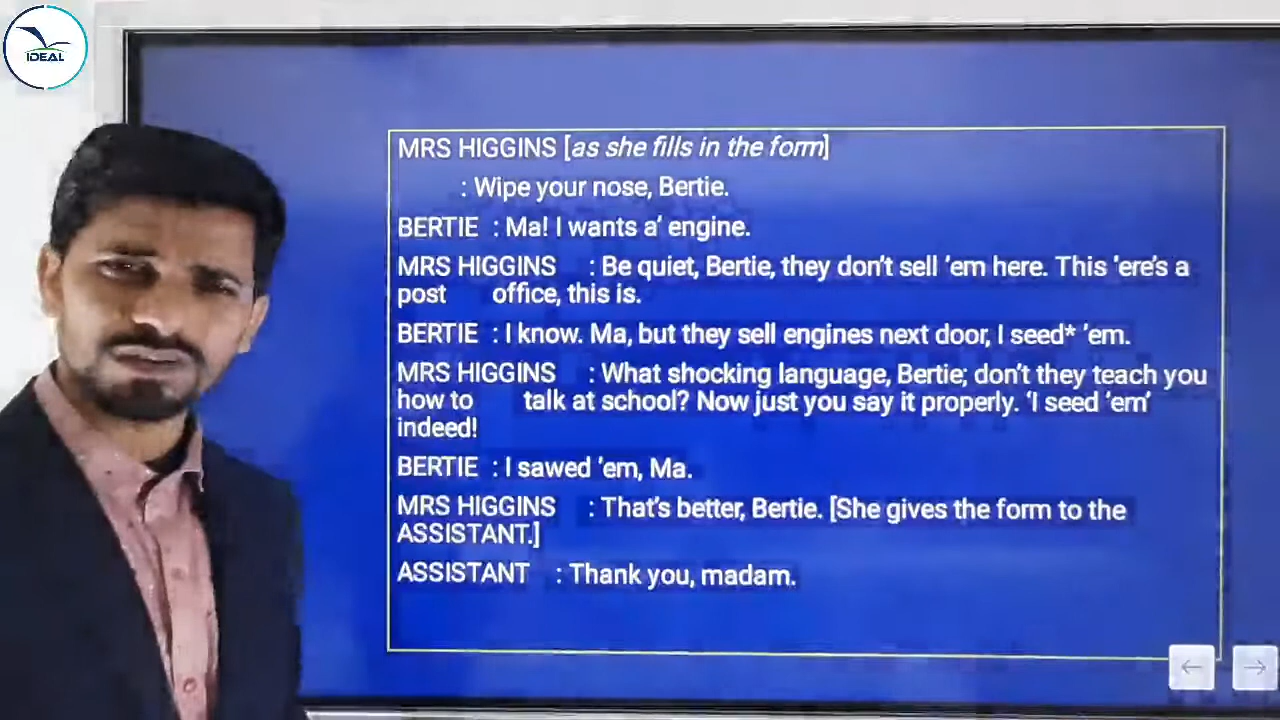 IDEAL
MRS HIGGINS [as she fills in the form]
: Wipe your nose, Bertie.
BERTIE : Ma! I wants a’ engine.
MRS HIGGINS : Be quiet, Bertie, they don’t sell ’em here. This ’ere’s a
post office, this is.
BERTIE : I know. Ma, but they sell engines next door, I seed* ’em.
MRS HIGGINS : What shocking language, Bertie; don’t they teach you
how to talk at school? Now just you say it properly. ‘I seed ‘em’
indeed!
BERTIE : I sawed ’em, Ma.
MRS HIGGINS : That’s better, Bertie. [She gives the form to the
ASSISTANT.]
ASSISTANT : Thank you, madam.